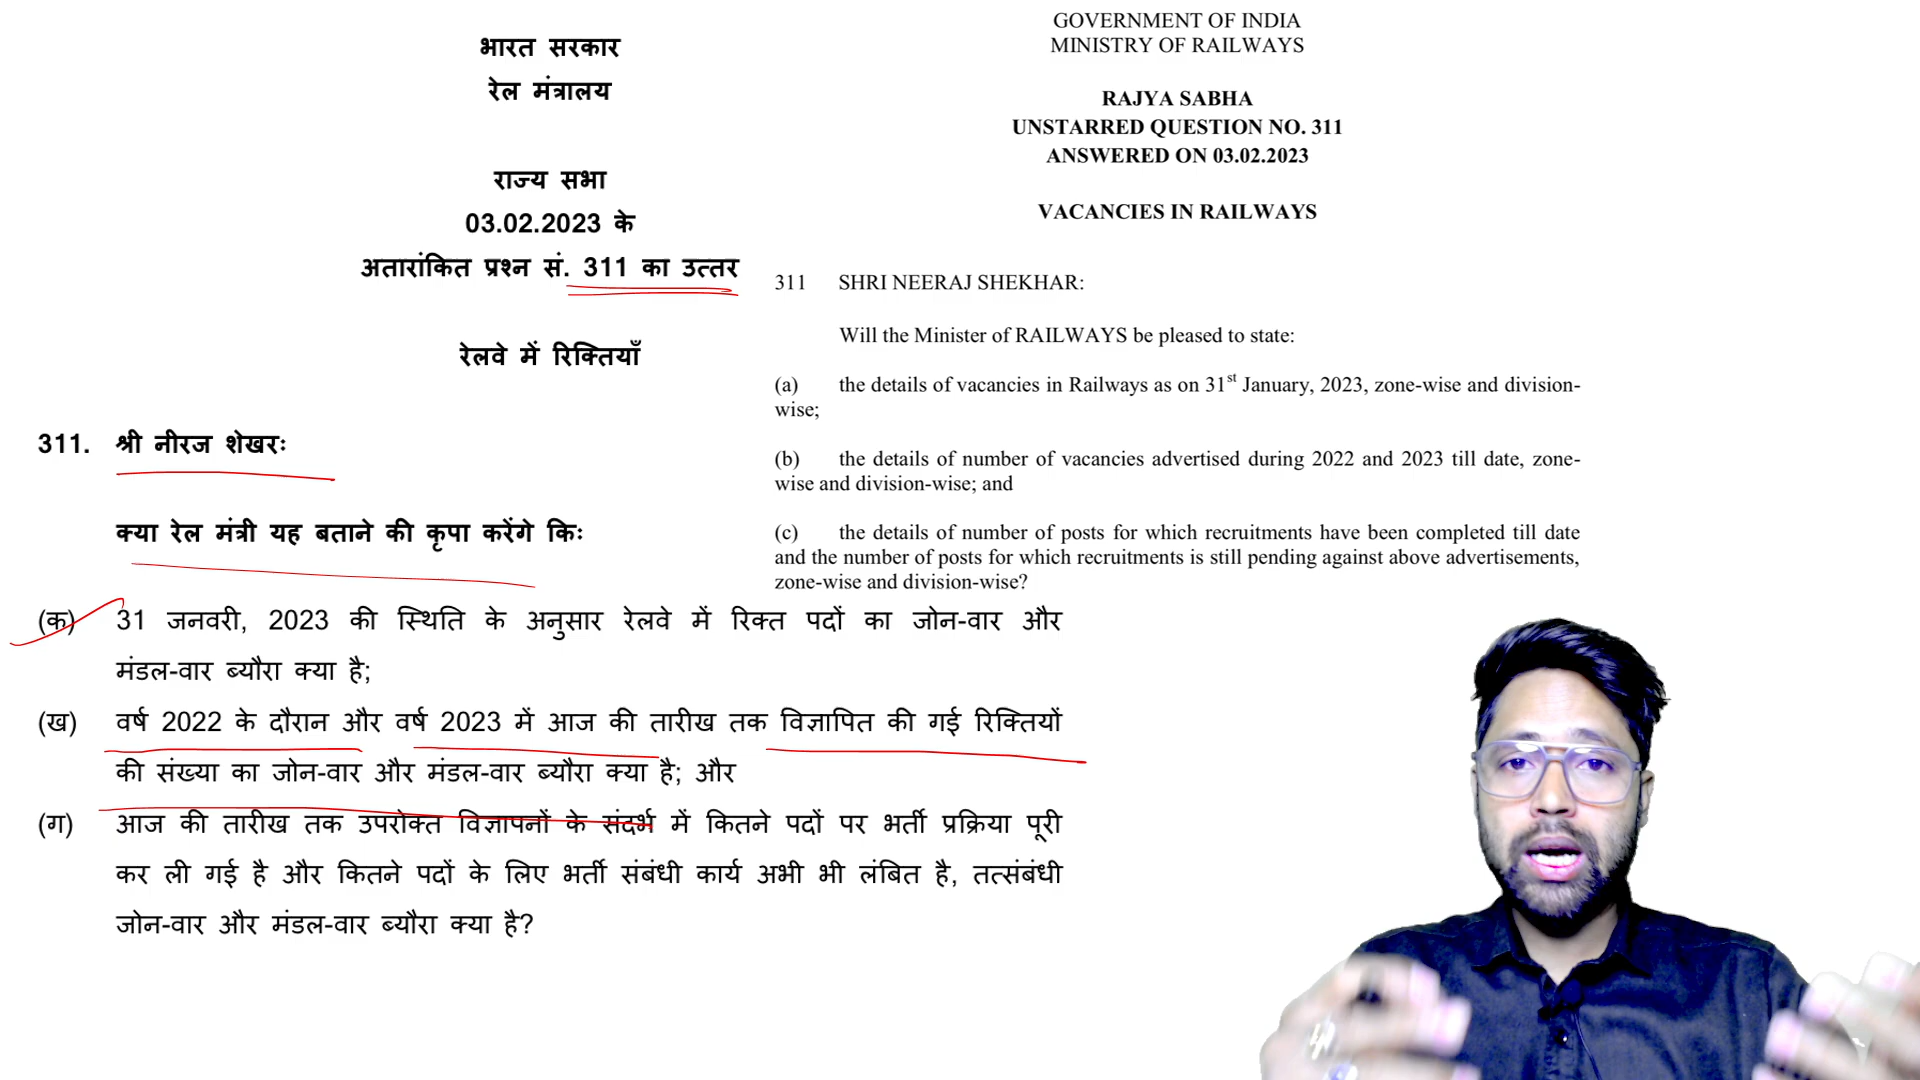 भारत सरकार
रेल मंत्रालय
राज्य सभा
03.02.2023 के
अतारांकित प्रश्न सं. 311 का उत्तर
रेलवे में रिक्तियाँ
311. श्री नीरज शेखरः
क्या रेल मंत्री यह बताने की कृपा करेंगे किः
(क) 31 जनवरी, 2023 की स्थिति के अनुसार रेलवे में रिक्त पदों का जोन-वार और
मंडल-वार ब्यौरा क्या है;
(ख) वर्ष 2022 के दौरान और वर्ष 2023 में आज की तारीख तक विज्ञापित की गई रिक्तियों
की संख्या का जोन-वार और मंडल-वार ब्यौरा क्या है; और
(ग) आज की तारीख तक उपरोक्त विज्ञापनों के संदर्भ में कितने पदों पर भर्ती प्रक्रिया पूरी
कर ली गई है और कितने पदों के लिए भर्ती संबंधी कार्य अभी भी लंबित है, तत्संबंधी
जोन-वार और मंडल-वार ब्यौरा क्या है?
GOVERNMENT OF INDIA
MINISTRY OF RAILWAYS
RAJYA SABHA
UNSTARRED QUESTION NO. 311
ANSWERED ON 03.02.2023
VACANCIES IN RAILWAYS
311 SHRI NEERAJ SHEKHAR:
Will the Minister of RAILWAYS be pleased to state:
(a) the details of vacancies in Railways as on 31st January, 2023, zone-wise and division-
wise;
(b) the details of number of vacancies advertised during 2022 and 2023 till date, zone-
wise and division-wise; and
(c) the details of number of posts for which recruitments have been completed till date
and the number of posts for which recruitments is still pending against above advertisements,
zone-wise and division-wise?